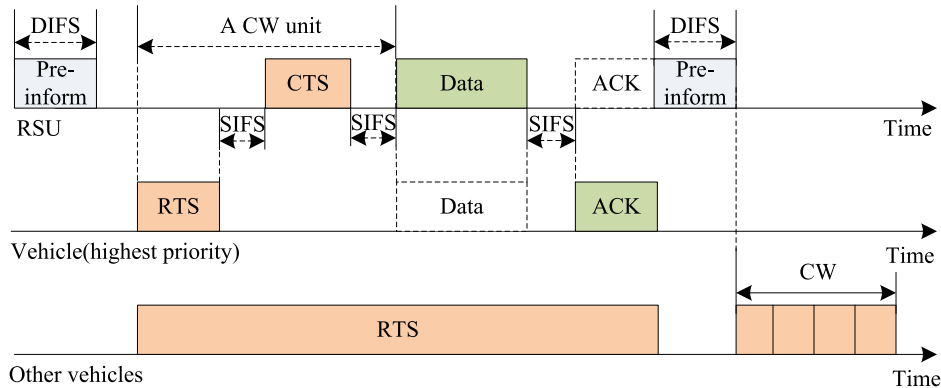 DIFS
A CW unit
DIFS
Pre-
inform
CTS
Data
ACK
Pre-
inform
RSU
SIFS
SIFS
SIFS
Time
RTS
Data
ACK
Vehicle(highest priority)
Time
CW
RTS
Other vehicles
Time